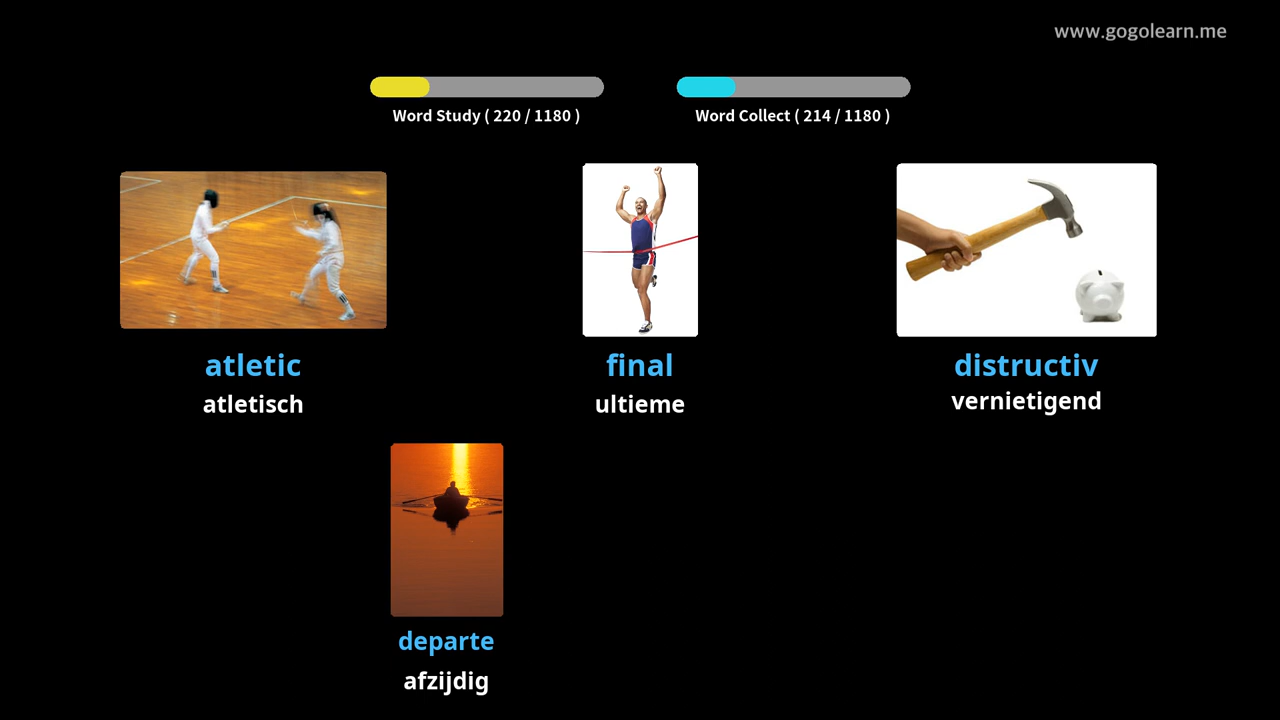 www.gogolearn.me
Word Study ( 220 / 1180 )
Word Collect ( 214 / 1180 )
atletic
final
distructiv
atletisch
ultieme
vernietigend
departe
afzijdig